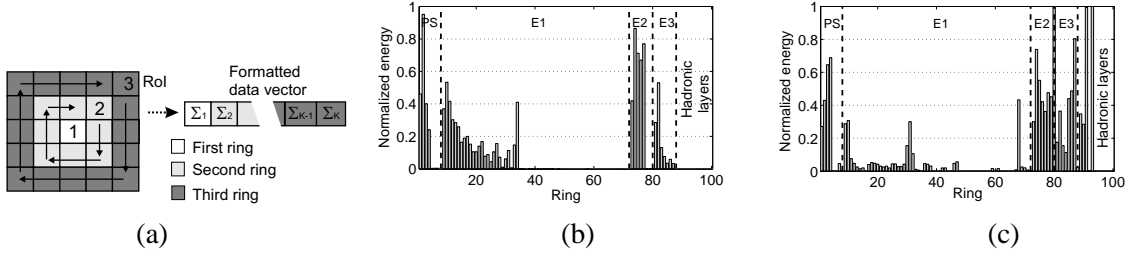 3
2
1
RoI
Formatted
data vector
Σ1 Σ2 ΣK-1 ΣK
First ring
Second ring
Third ring
(a)
Normalized energy
1
0.8
0.6
0.4
0.2
0
20 40 60 80 100
Ring
PS E1 E2 E3
Hadronic
layers
(b)
Normalized energy
1
0.8
0.6
0.4
0.2
0
20 40 60 80 100
Ring
PS E1 E2 E3
Hadronic layers
(c)